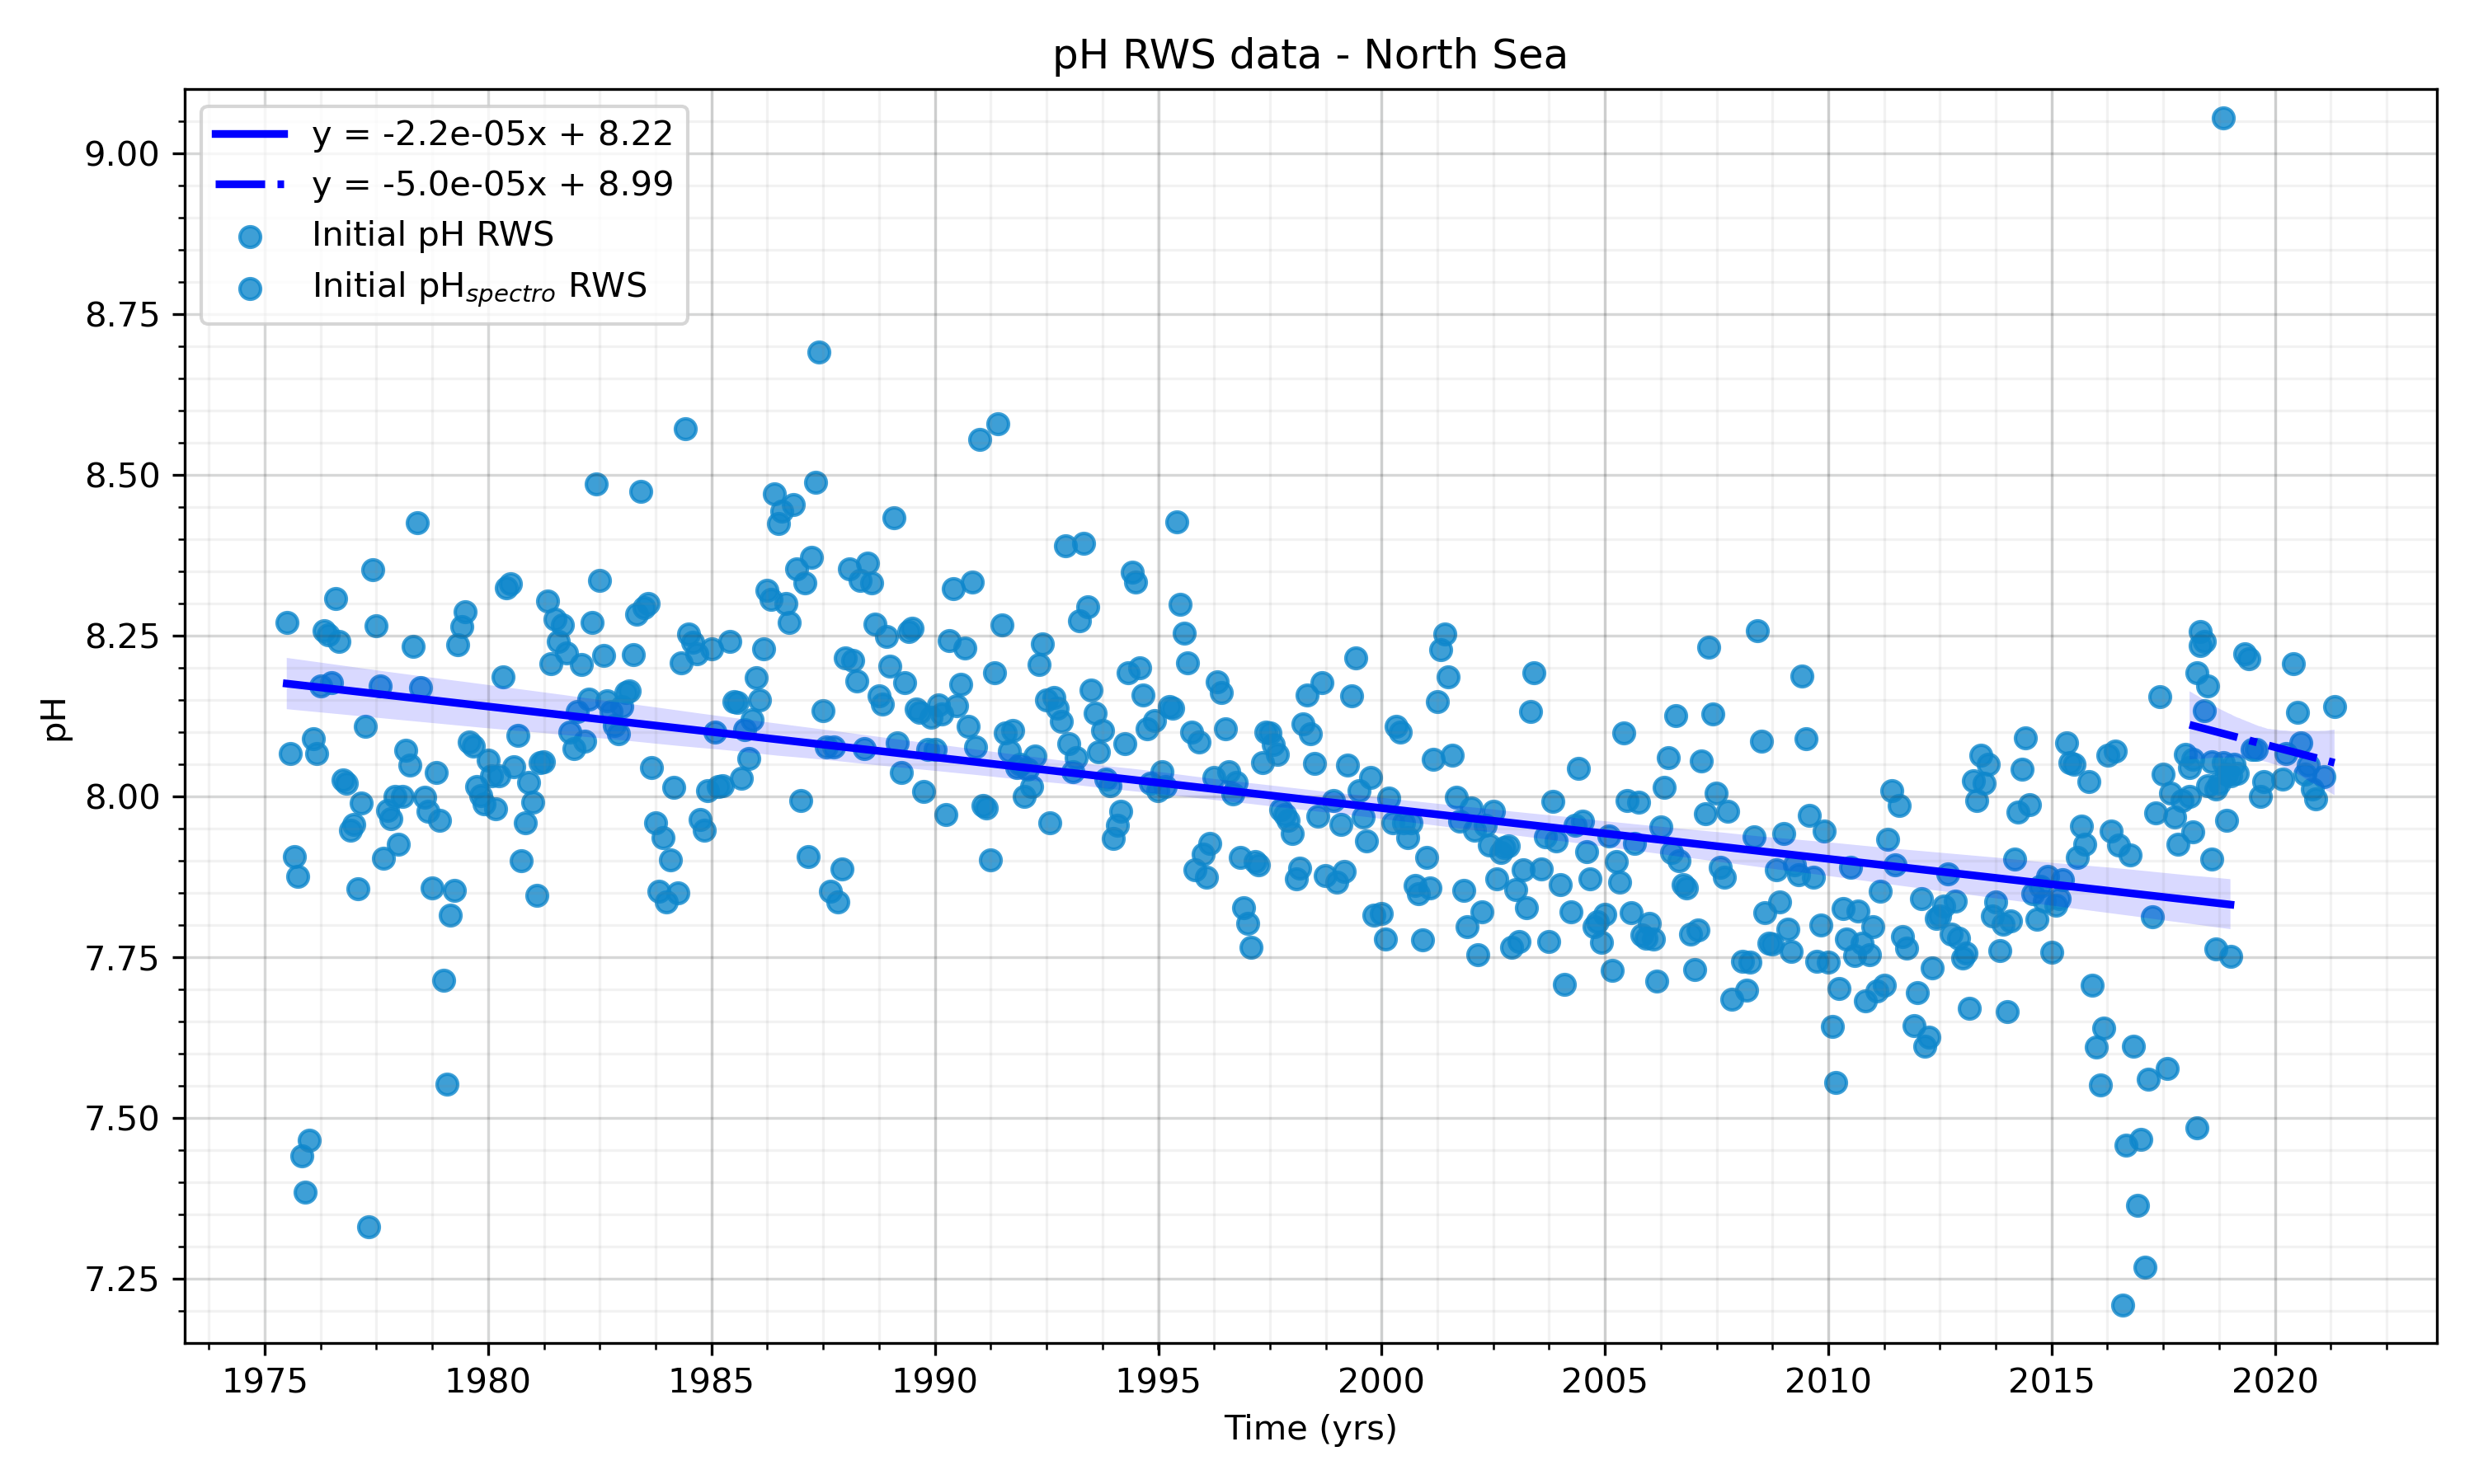 pH RWS data - North Sea
y = -2.2e-05x + 8.22
y = -5.0e-05x + 8.99
Initial pH RWS
Initial pHspectro RWS
9.00
8.75
8.50
8.25
8.00
7.75
7.50
7.25
pH
1975 1980 1985 1990 1995 2000 2005 2010 2015 2020
Time (yrs)